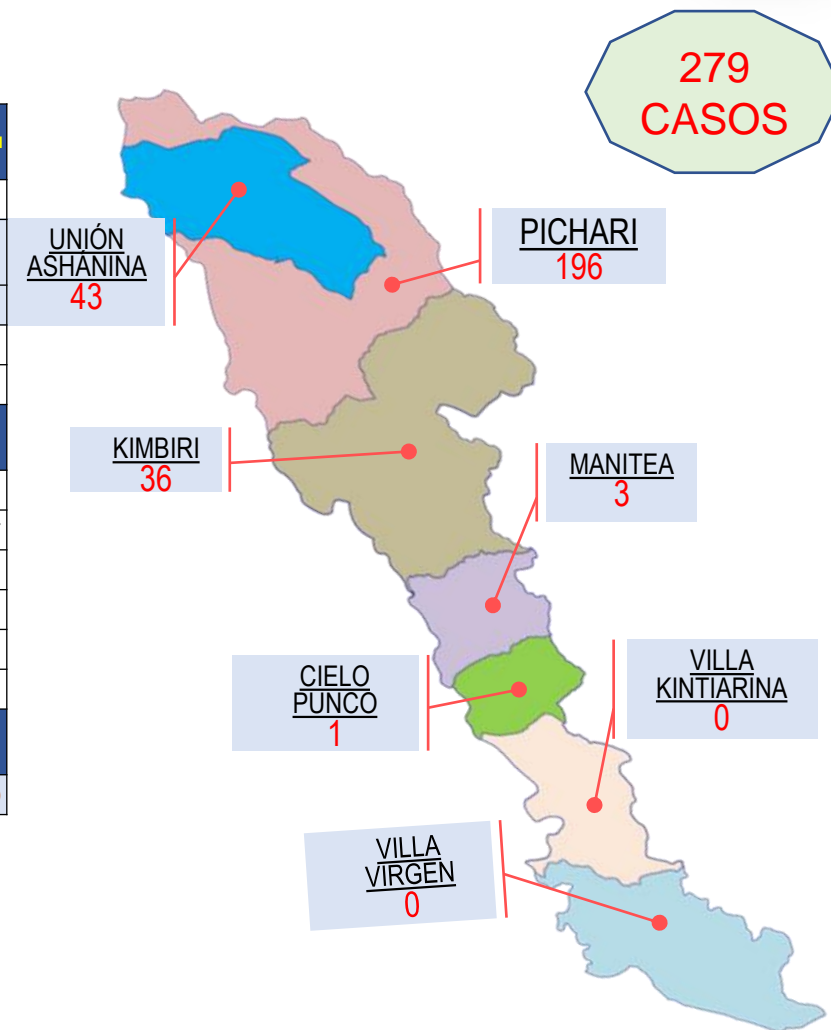 279
CASOS
UNIÓN
ASHÁNINA
43
PICHARI
196
KIMBIRI
36
MANITEA
3
CIELO
PUNCO
1
VILLA
KINTIARINA
0
VILLA
VIRGEN
0